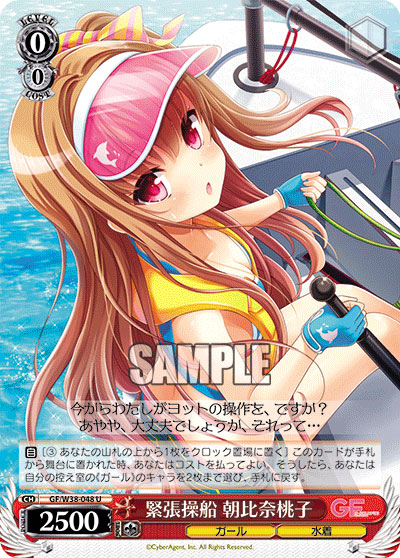 LEVEL
0
0
COST
SAMPLE
今からわたしがヨットの操作を、ですか？
あやや、大丈夫でしょうか、それって…
自 [③ あなたの山札の上から1枚をクロック置場に置く] このカードが手札
から舞台に置かれた時、あなたはコストを払ってよい。そうしたら、あなたは
自分の控え室の《ガール》のキャラを2枚まで選び、手札に戻す。
CH GF/W38-048 U
2500
緊張操船 朝比奈桃子
GF
ガール
水着
©CyberAgent, Inc. All Rights Reserved.